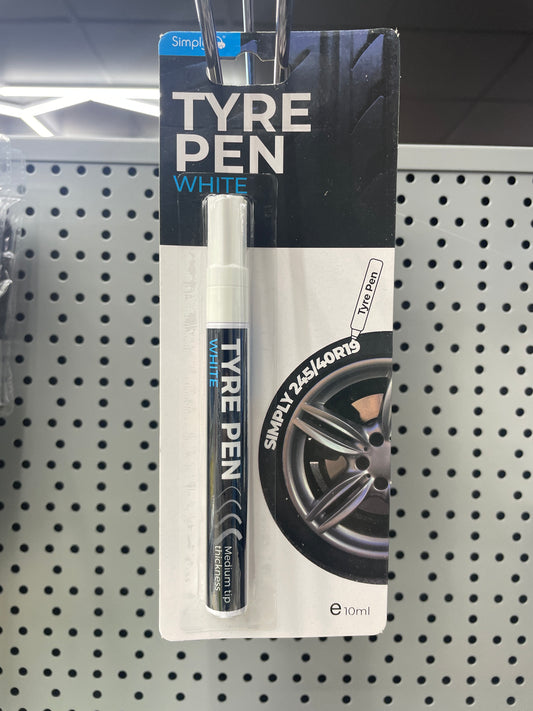 Simply
TYRE
PEN
WHITE
Tyre Pen
SIMPLY 245/40R19
TYRE PEN
WHITE
Medium tip
thickness
e 10ml